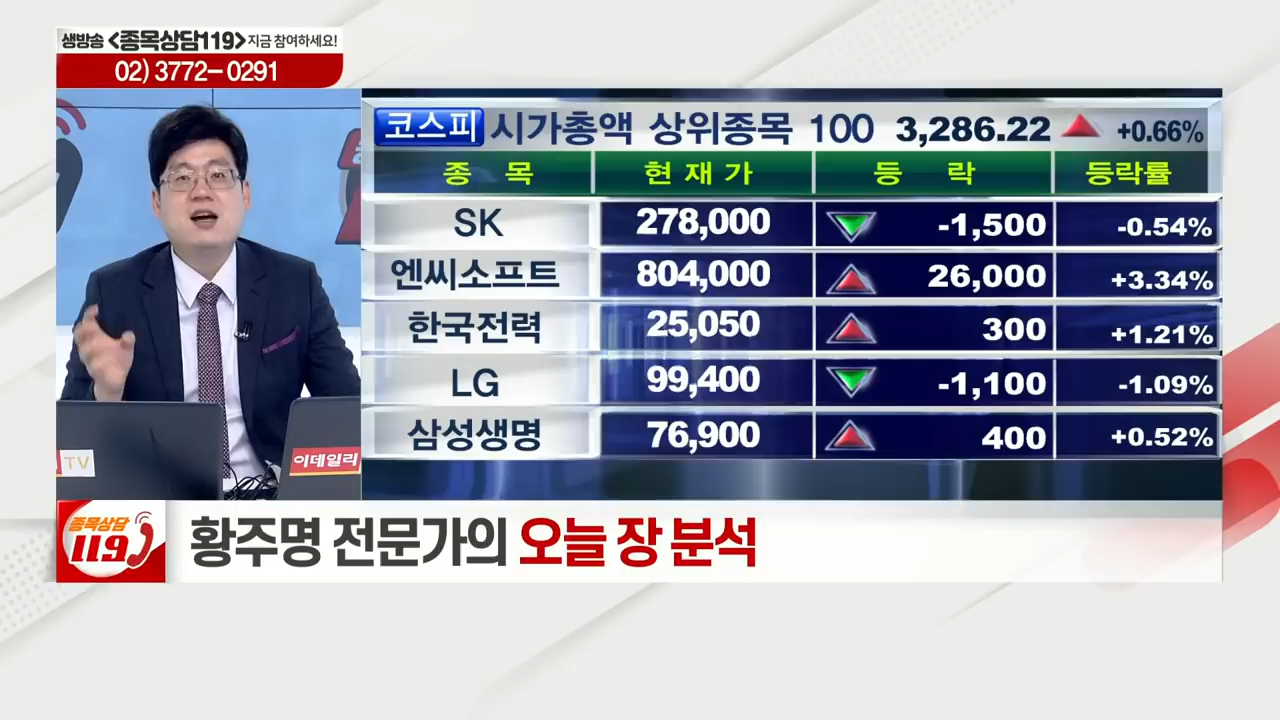 생방송 <종목상담119> 지금 참여하세요!
02) 3772-0291
코스피 시가총액 상위종목 100 3,286.22 +0.66%
종 목 현 재 가 등 락 등락률
SK 278,000 -1,500 -0.54%
엔씨소프트 804,000 26,000 +3.34%
한국전력 25,050 300 +1.21%
LG 99,400 -1,100 -1.09%
삼성생명 76,900 400 +0.52%
TV
이데일리
종목상담
119
황주명 전문가의 오늘 장 분석